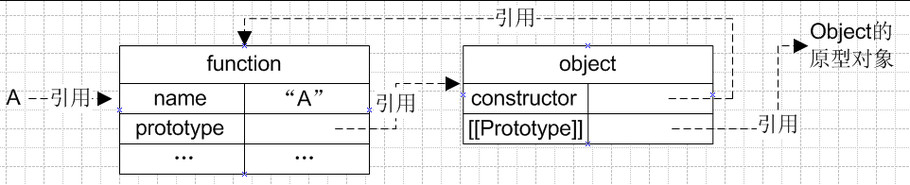 引用
Object的
原型对象
function
object
A
引用
name
“A”
引用
constructor
prototype
[[Prototype]]
引用
...
...